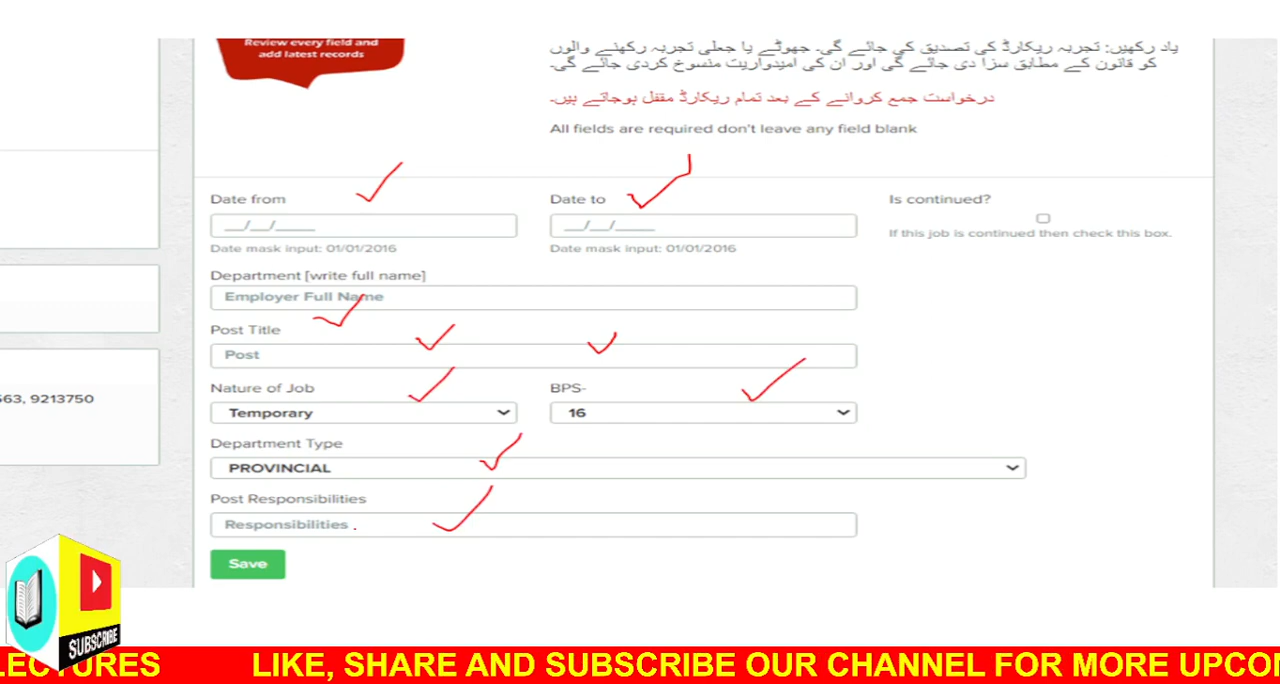 Review every field and
add latest records
یاد رکھیں: تجربہ ریکارڈ کی تصدیق کی جائے گی۔ جھوٹے یا جعلی تجربہ رکھنے والوں
کو قانون کے مطابق سزا دی جائے گی اور ان کی امیدواریت منسوخ کردی جائے گی۔
درخواست جمع کروانے کے بعد تمام ریکارڈ مقفل ہوجاتے ہیں۔
All fields are required don't leave any field blank
Date from
Date to
Is continued?
__/__/____
__/__/____
If this job is continued then check this box.
Date mask input: 01/01/2016
Date mask input: 01/01/2016
Department [write full name]
Employer Full Name
Post Title
Post
Nature of Job
BPS-
563, 9213750
Temporary
16
Department Type
PROVINCIAL
Post Responsibilities
Responsibilities
Save
SUBSCRIBE
LECTURES LIKE, SHARE AND SUBSCRIBE OUR CHANNEL FOR MORE UPCO